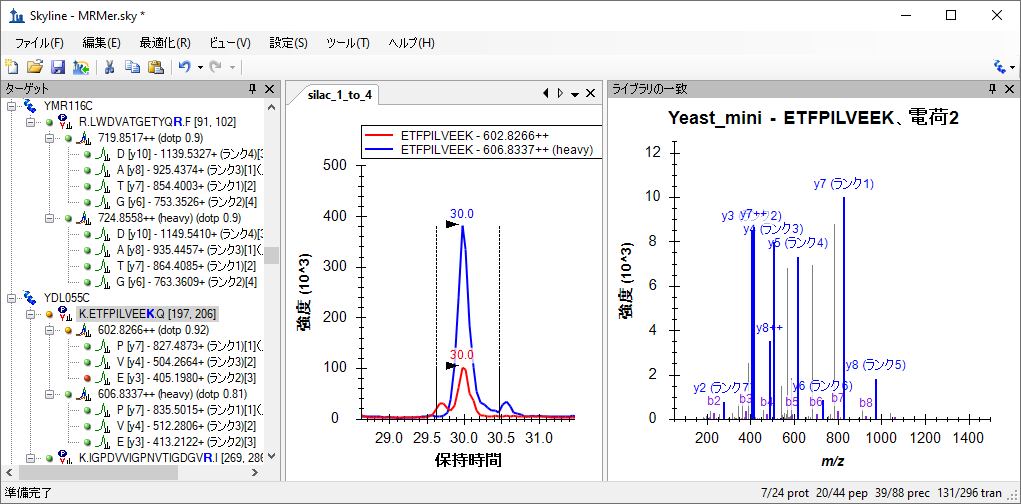 Skyline - MRMer.sky *
ファイル(F) 編集(E) 最適化(R) ビュー(V) 設定(S) ツール(T) ヘルプ(H)
ターゲット
YMR116C
R.LWDVATGETYQR.F [91, 102]
719.8517++ (dotp 0.9)
D [y10] - 1139.5327+ (ランク4)[3
A [y8] - 925.4374+ (ランク3)[1](
T [y7] - 854.4003+ (ランク1)[2]
G [y6] - 753.3526+ (ランク2)[4]
724.8558++ (heavy) (dotp 0.9)
D [y10] - 1149.5410+ (ランク4)[3
A [y8] - 935.4457+ (ランク3)[1](
T [y7] - 864.4085+ (ランク1)[2]
G [y6] - 763.3609+ (ランク2)[4]
YDL055C
K.ETFPILVEEK.Q [197, 206]
602.8266++ (dotp 0.92)
P [y7] - 827.4873+ (ランク1)[1](
V [y4] - 504.2664+ (ランク3)[2]
E [y3] - 405.1980+ (ランク2)[3]
606.8337++ (heavy) (dotp 0.81)
P [y7] - 835.5015+ (ランク1)[1](
V [y4] - 512.2806+ (ランク3)[2]
E [y3] - 413.2122+ (ランク2)[3]
K.IGPDVVIGPNVTIGDGVR.I [269, 286
silac_1_to_4
ETFPILVEEK - 602.8266++
ETFPILVEEK - 606.8337++ (heavy)
500
400
300
200
100
0
強度 (10^3)
30.0
30.0
29.0 29.5 30.0 30.5 31.0
保持時間
ライブラリの一致
Yeast_mini - ETFPILVEEK、電荷2
12
10
8
6
4
2
0
強度 (10^3)
y7 (ランク1)
y3 (ランク2)
y7++
y4 (ランク3)
y5 (ランク4)
y8++
y8 (ランク5)
y6 (ランク6)
y2 (ランク7)
b2 b3 b4 b5 b6 b7 b8
200 400 600 800 1000 1200 1400
m/z
準備完了
7/24 prot 20/44 pep 39/88 prec 131/296 tran